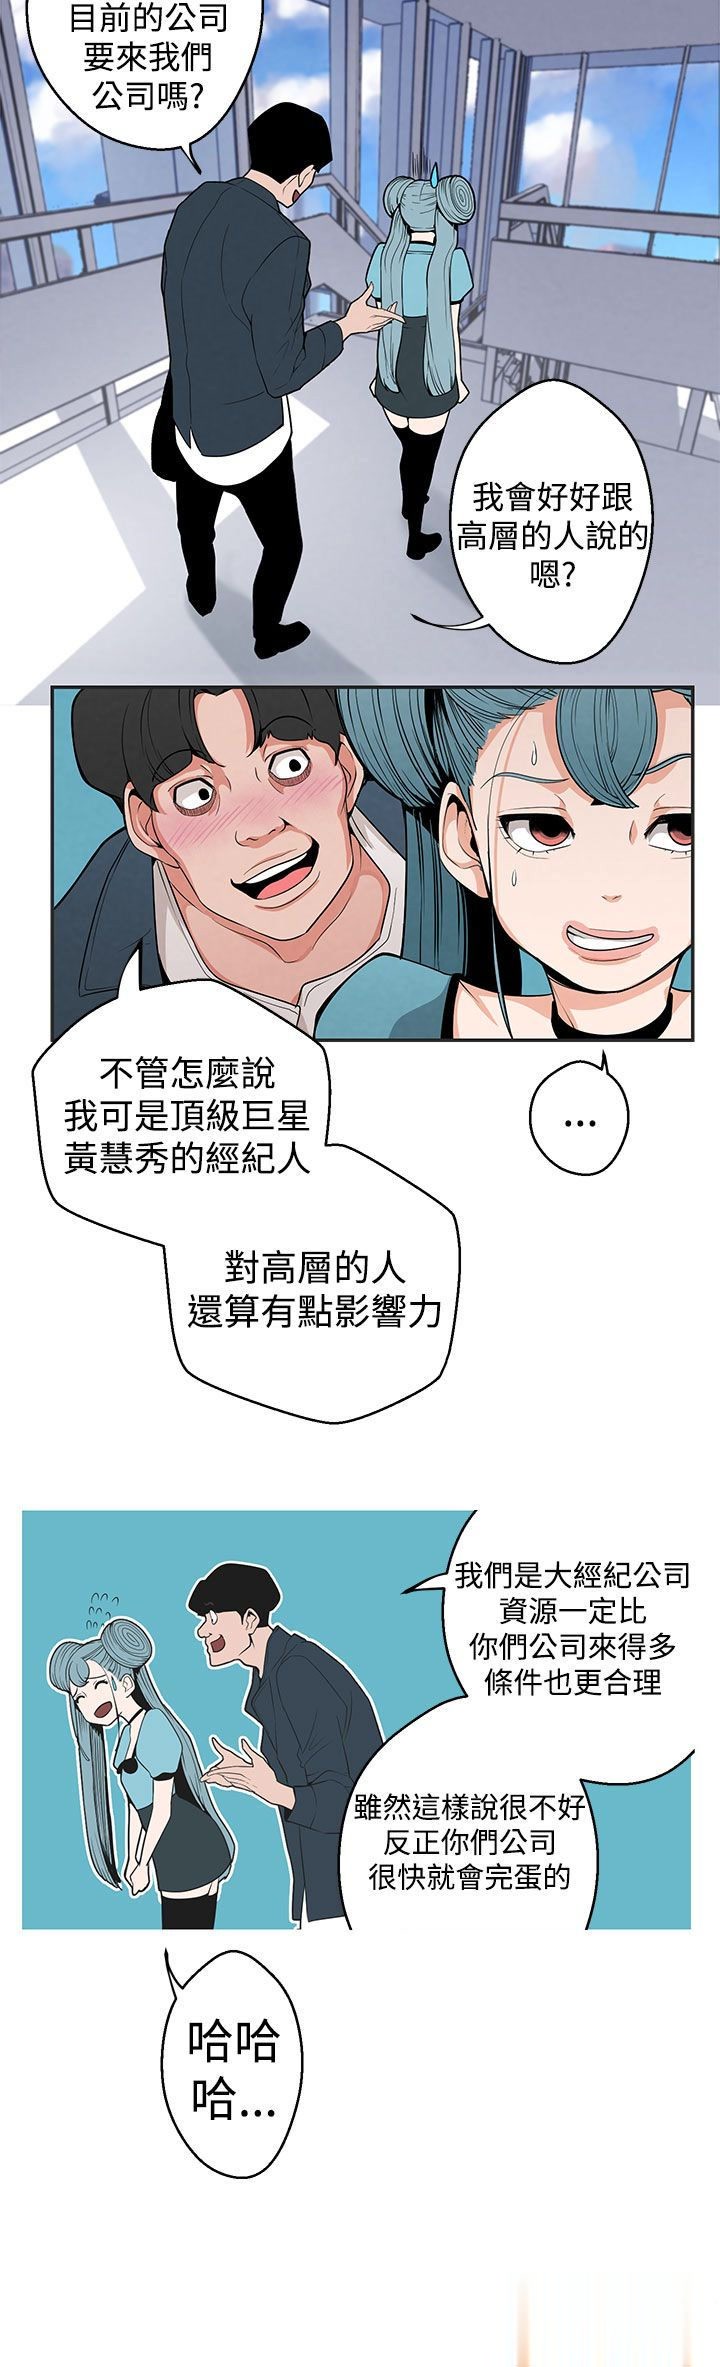 目前的公司
要來我們
公司嗎?
我會好好跟
高層的人說的
嗯?
不管怎麼說
我可是頂級巨星
黃慧秀的經紀人
...
對高層的人
還算有點影響力
我們是大經紀公司
資源一定比
你們公司來得多
條件也更合理
雖然這樣說很不好
反正你們公司
很快就會完蛋的
哈哈
哈...